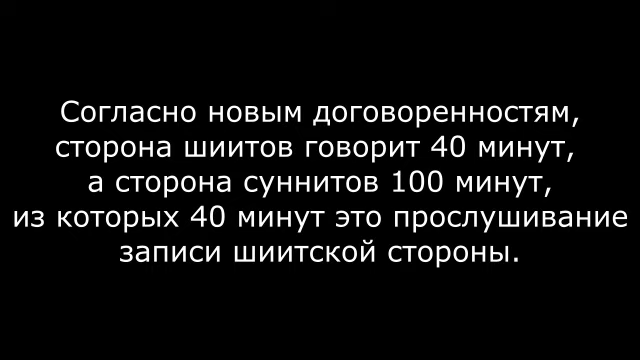 Согласно новым договоренностям,
сторона шиитов говорит 40 минут,
а сторона суннитов 100 минут,
из которых 40 минут это прослушивание
записи шиитской стороны.